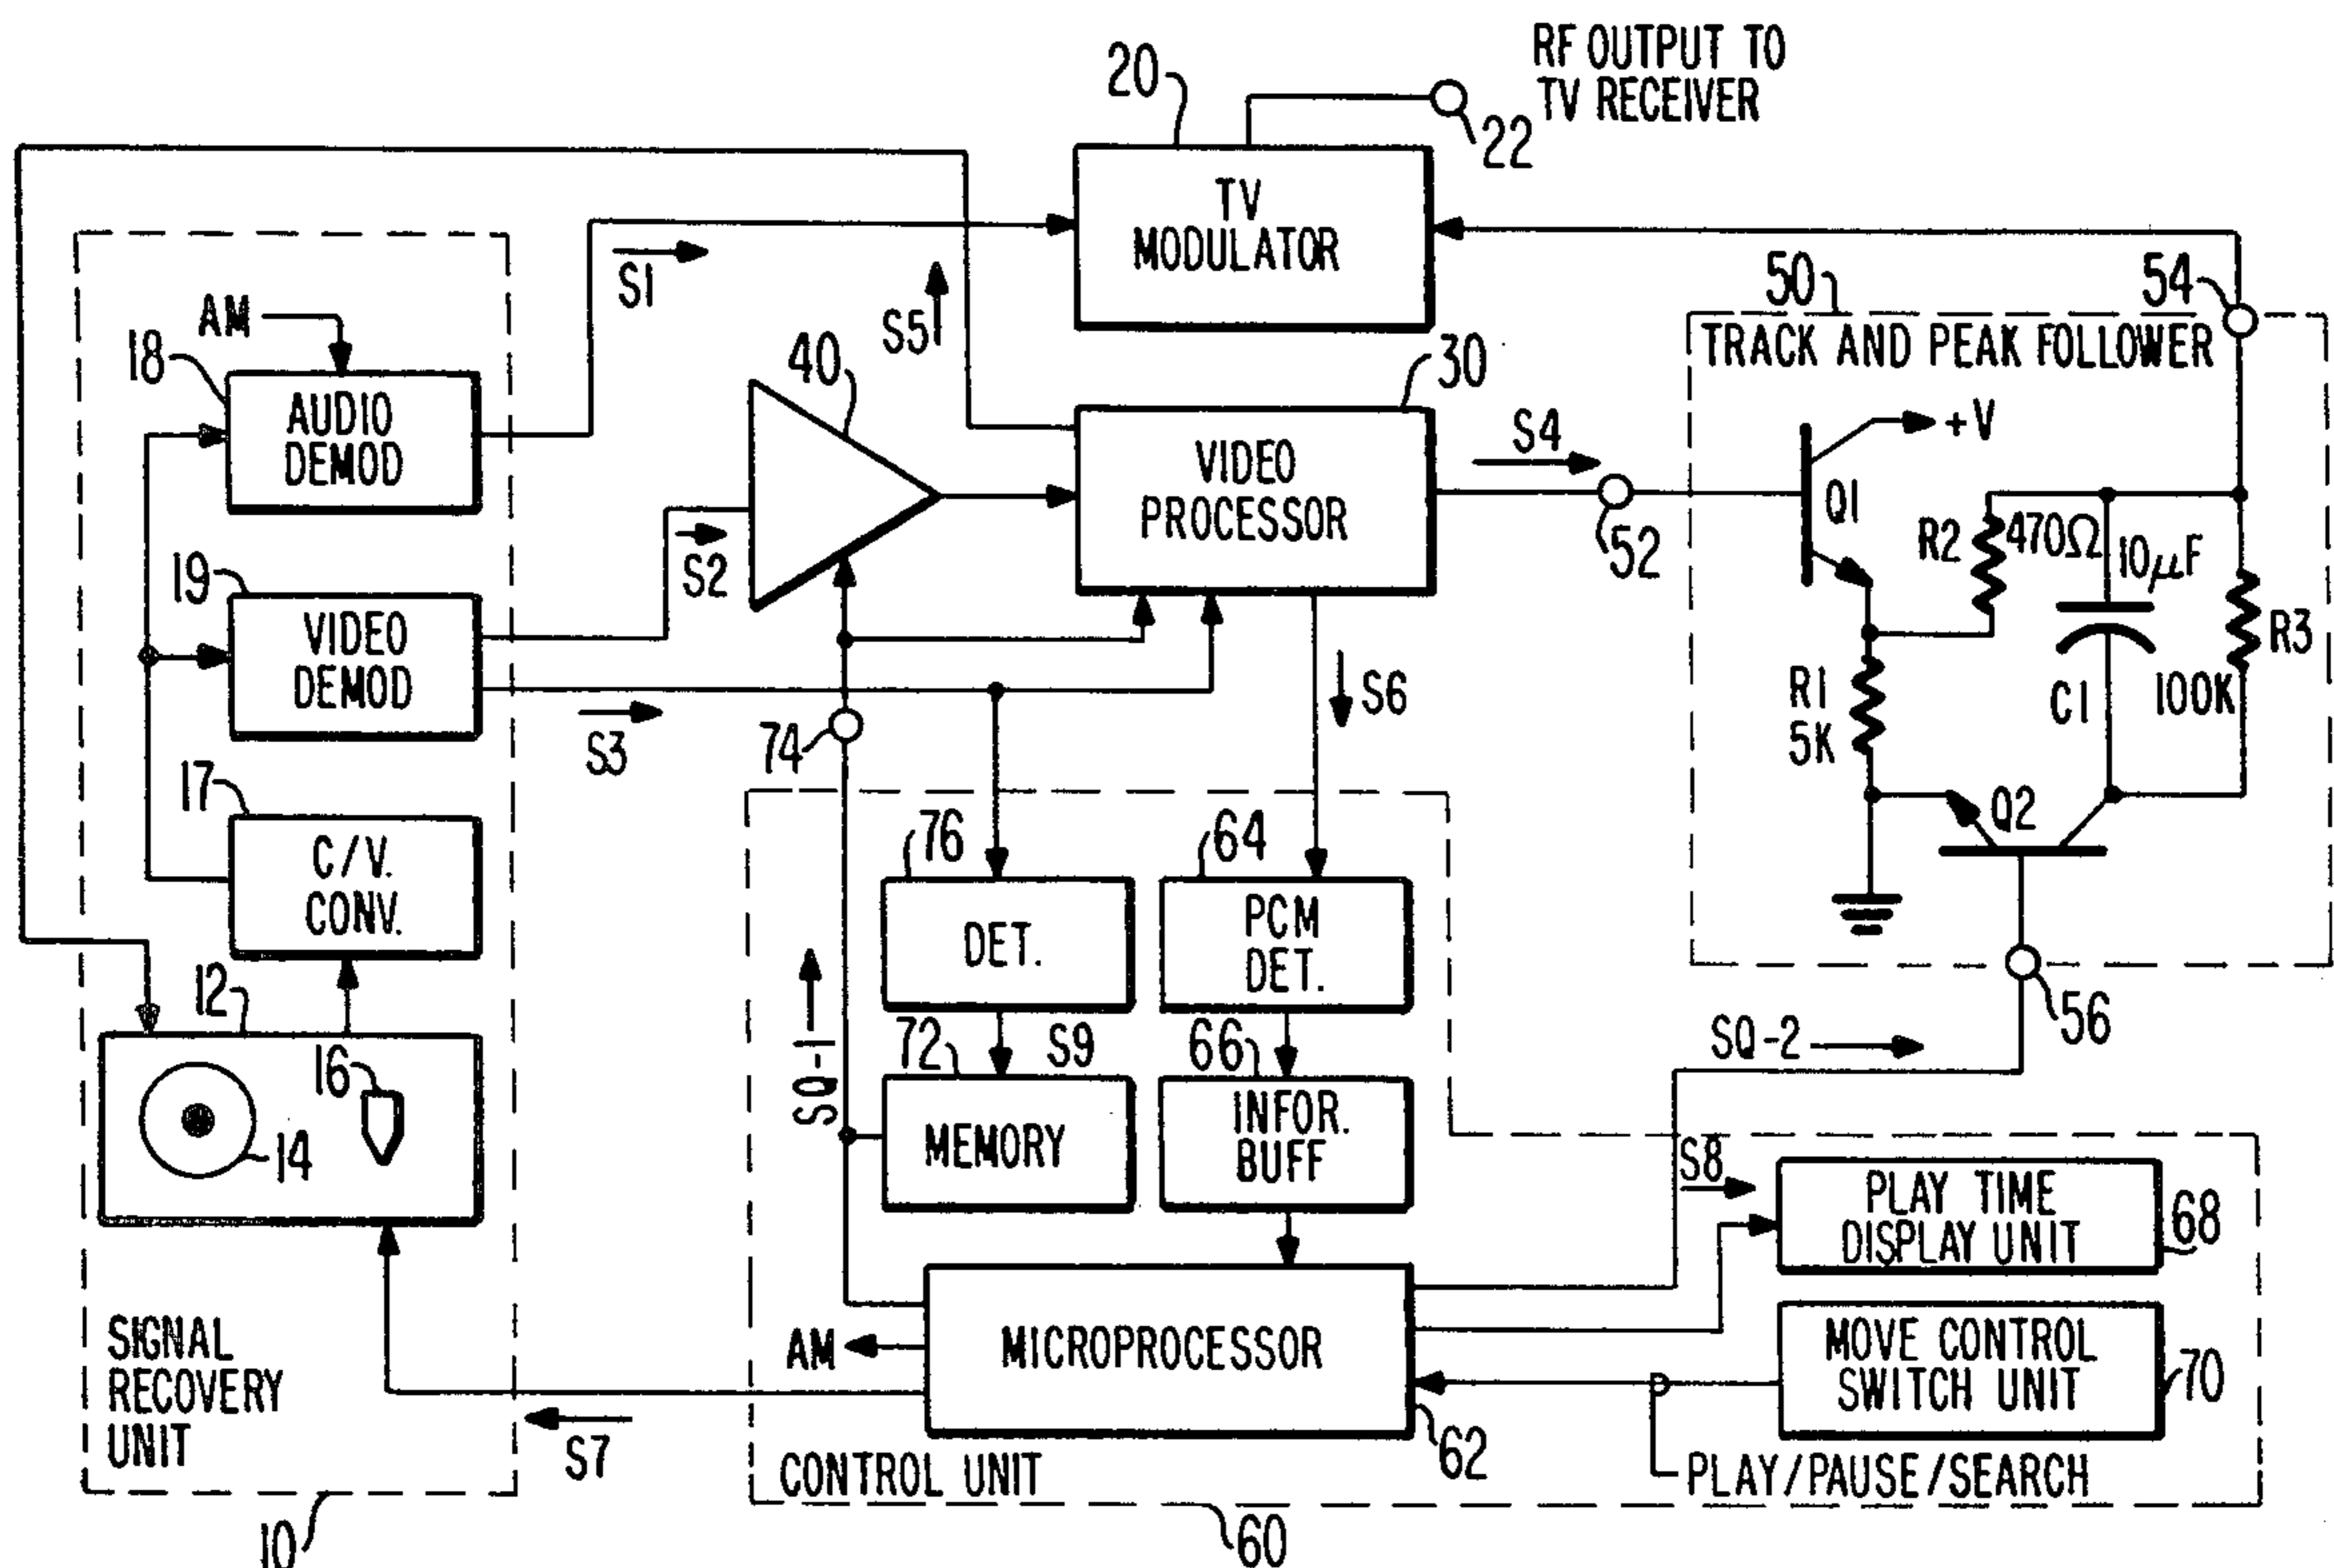 RF OUTPUT TO
TV RECEIVER
20
22
TV
MODULATOR
S1
S5
AM
18
AUDIO
DEMOD
40
30
VIDEO
PROCESSOR
S4
52
50
54
TRACK AND PEAK FOLLOWER
+V
Q1
R2
470Ω
10μF
R3
100K
C1
R1
5K
Q2
56
SQ-2
19
VIDEO
DEMOD
S2
S3
74
S6
17
C/V.
CONV.
76
DET.
64
PCM
DET.
SQ-1
12
16
14
72
S9
MEMORY
66
INFOR.
BUFF
S8
PLAY TIME
DISPLAY UNIT
68
MICROPROCESSOR
62
AM
MOVE CONTROL
SWITCH UNIT
70
SIGNAL
RECOVERY
UNIT
S7
CONTROL UNIT
PLAY/PAUSE/SEARCH
10
60